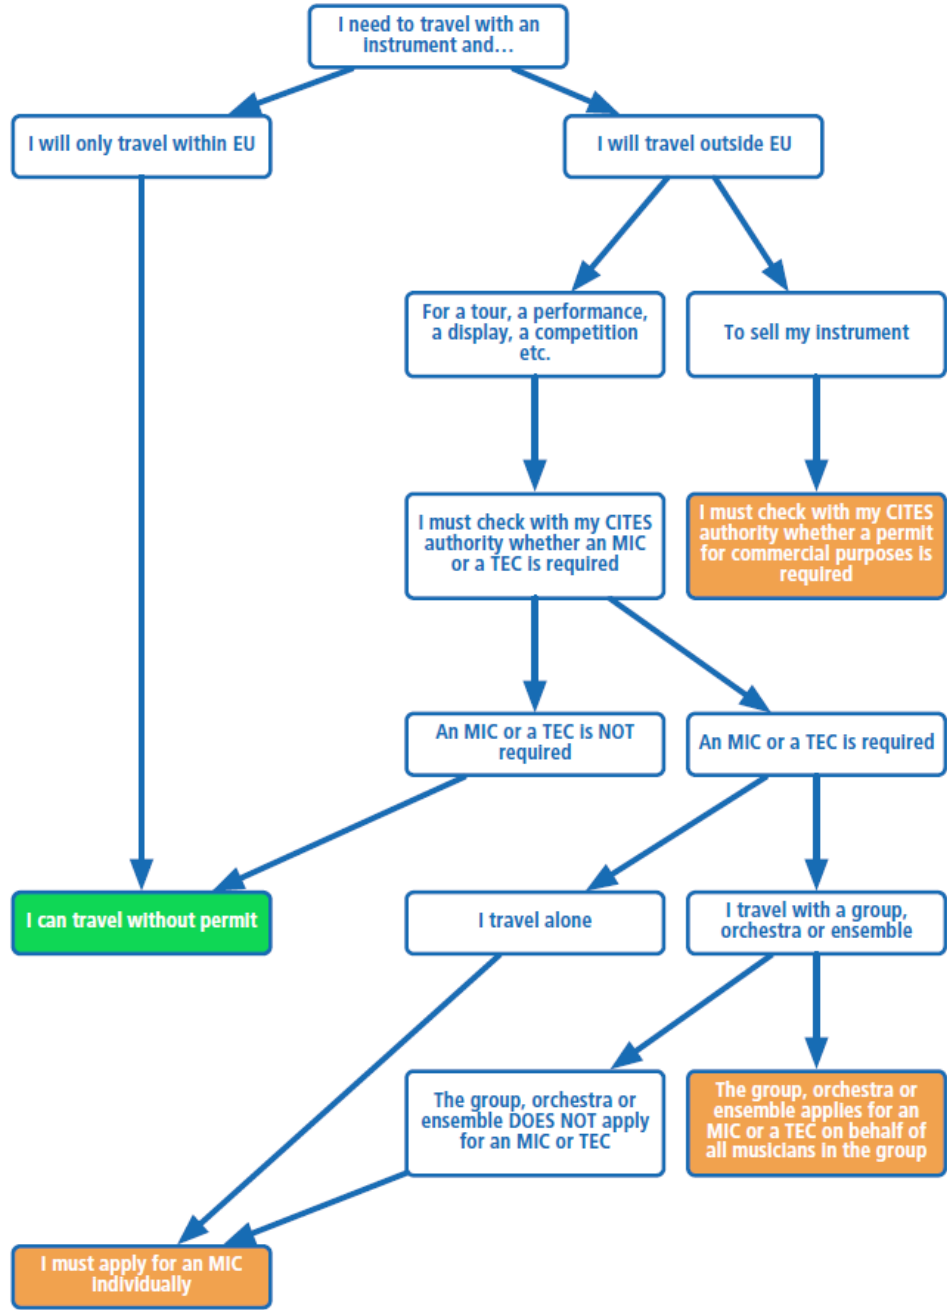 I need to travel with an
instrument and...
I will only travel within EU
I will travel outside EU
For a tour, a performance,
a display, a competition
etc.
To sell my instrument
I must check with my CITES
authority whether an MIC
or a TEC is required
I must check with my CITES
authority whether a permit
for commercial purposes is
required
An MIC or a TEC is NOT
required
An MIC or a TEC is required
I can travel without permit
I travel alone
I travel with a group,
orchestra or ensemble
The group, orchestra or
ensemble DOES NOT apply
for an MIC or TEC
The group, orchestra or
ensemble applies for an
MIC or a TEC on behalf of
all musicians in the group
I must apply for an MIC
individually